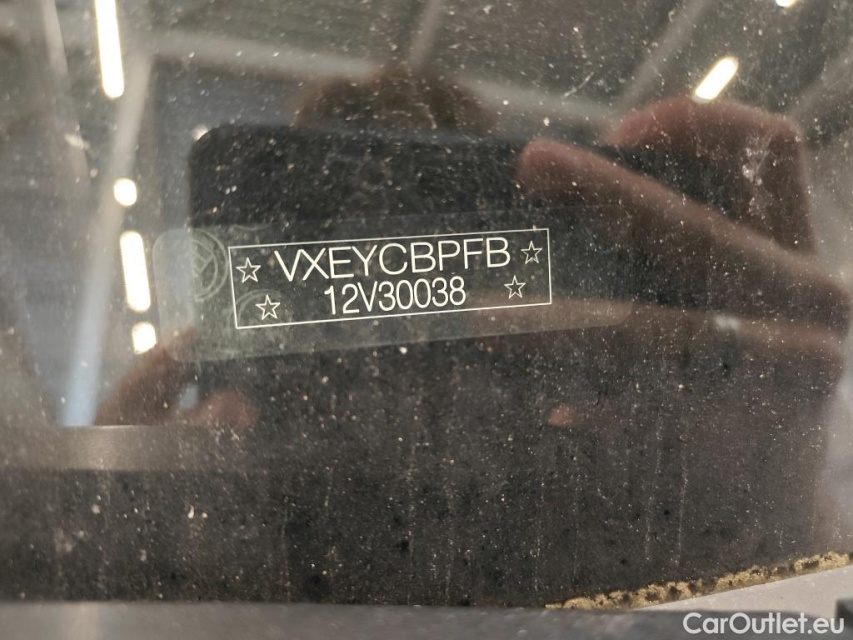 ☆ VXEYCBPFB ☆
☆ 12V30038 ☆
CarOutlet.eu